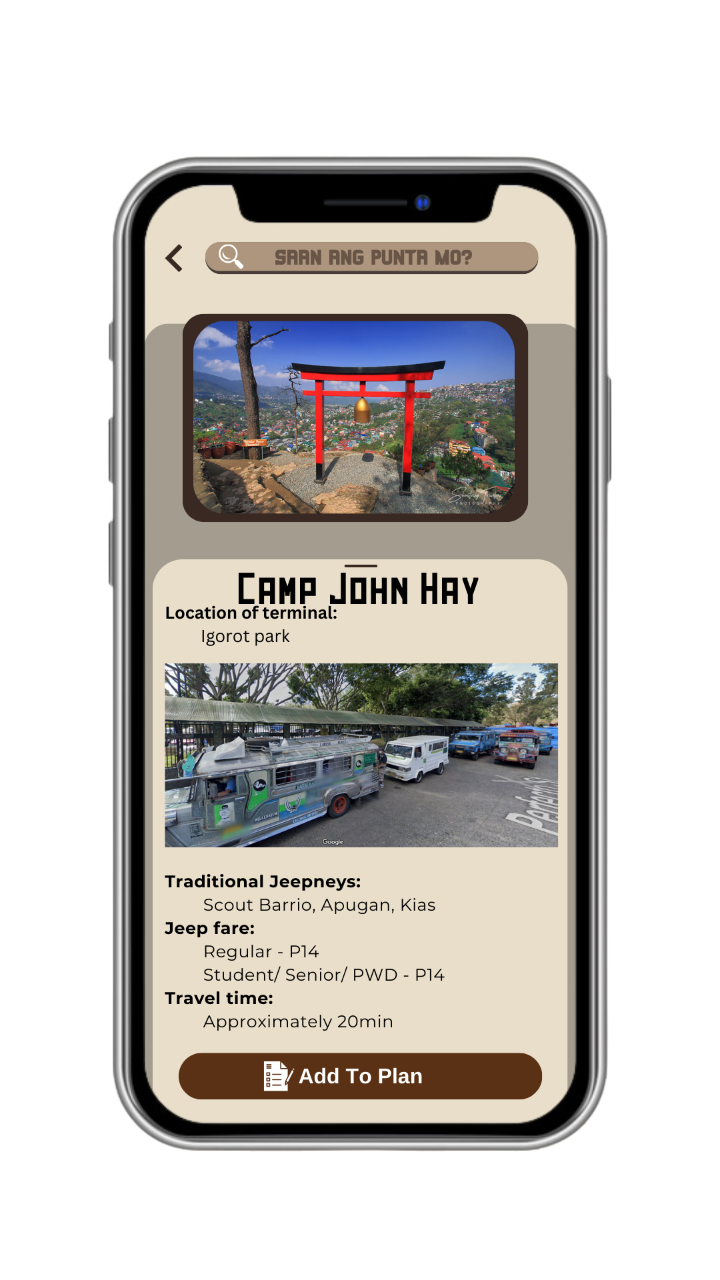 SAAN ANG PUNTA MO?
PHOTOGRAPHY
CAMP JOHN HAY
Location of terminal:
Igorot park
Google
Traditional Jeepneys:
Scout Barrio, Apugan, Kias
Jeep fare:
Regular - P14
Student/ Senior/ PWD - P14
Travel time:
Approximately 20min
Add To Plan